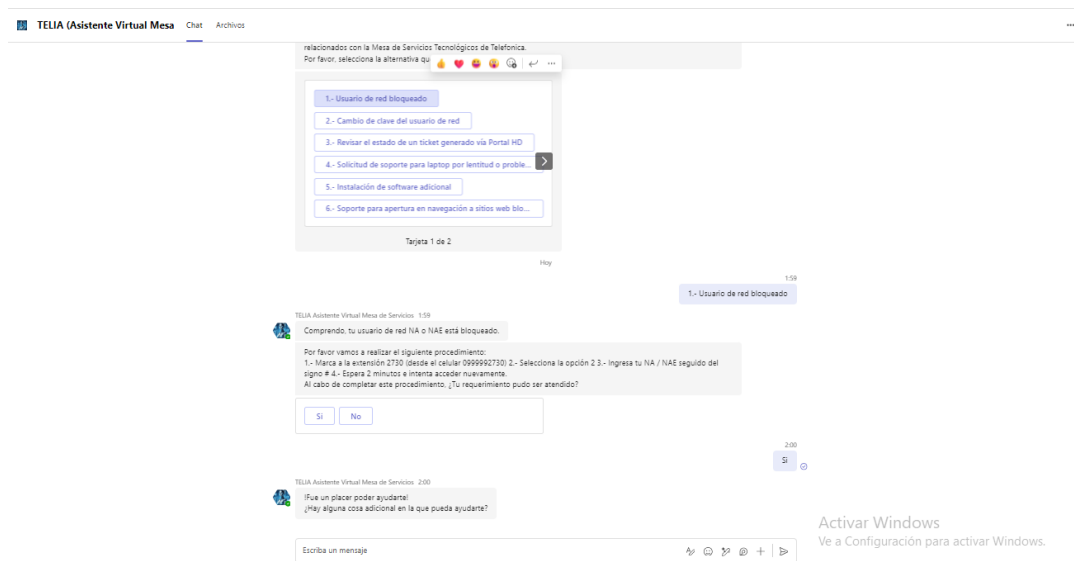 TELIA (Asistente Virtual Mesa Chat Archivos
relacionados con la Mesa de Servicios Tecnológicos de Telefonica.
Por favor, selecciona la alternativa qu
1.- Usuario de red bloqueado
2.- Cambio de clave del usuario de red
3.- Revisar el estado de un ticket generado vía Portal HD
4.- Solicitud de soporte para laptop por lentitud o proble...
5.- Instalación de software adicional
6.- Soporte para apertura en navegación a sitios web blo...
Tarjeta 1 de 2
Hoy
1:59
1.- Usuario de red bloqueado
TELIA Asistente Virtual Mesa de Servicios 1:59
Comprendo, tu usuario de red NA o NAE está bloqueado.
Por favor vamos a realizar el siguiente procedimiento:
1.- Marca a la extensión 2730 (desde el celular 0999992730) 2.- Selecciona la opción 2 3.- Ingresa tu NA / NAE seguido del
signo # 4.- Espera 2 minutos e intenta acceder nuevamente.
Al cabo de completar este procedimiento, ¿Tu requerimiento pudo ser atendido?
Si No
2:00
Si
TELIA Asistente Virtual Mesa de Servicios 2:00
!Fue un placer poder ayudarte!
¿Hay alguna cosa adicional en la que pueda ayudarte?
Activar Windows
Ve a Configuración para activar Windows.
Escriba un mensaje